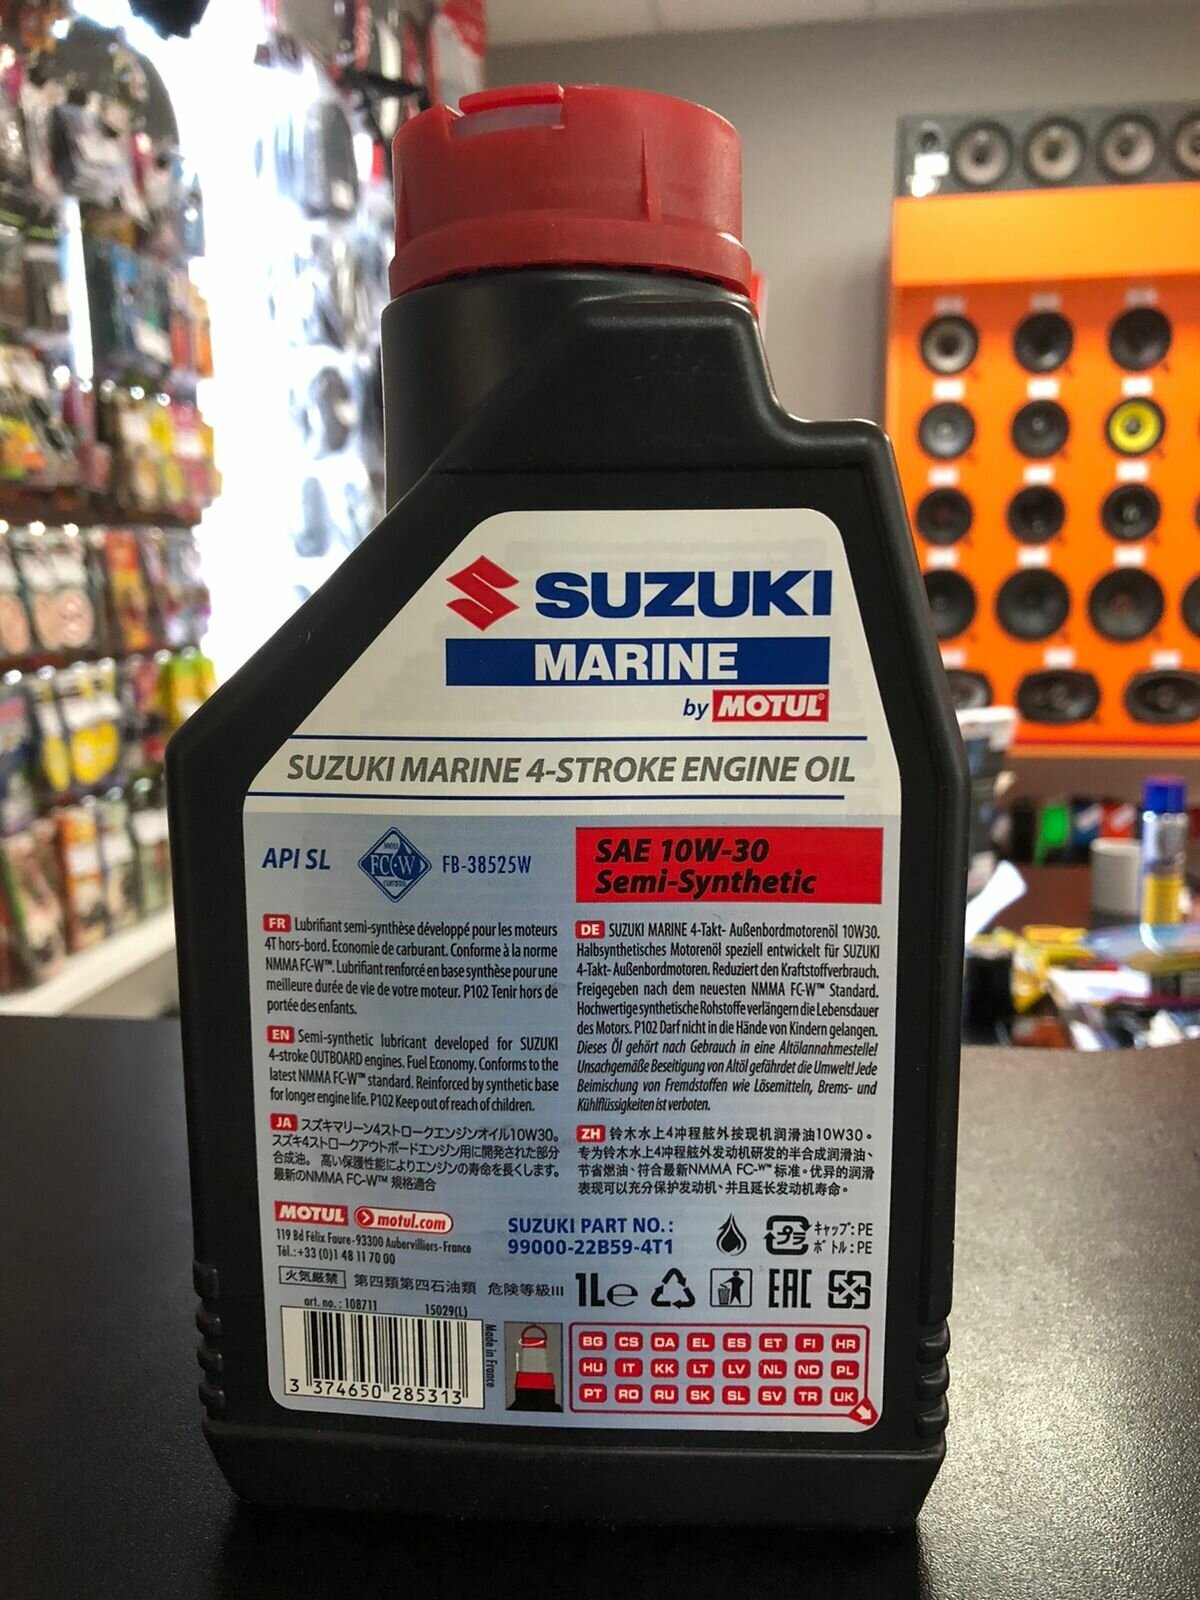 SUZUKI
MARINE
by MOTUL®
SUZUKI MARINE 4-STROKE ENGINE OIL
API SL
NMMA
FC-W
CERTIFIED
FB-38525W
SAE 10W-30
Semi-Synthetic
FR Lubrifiant semi-synthèse développé pour les moteurs
4T hors-bord. Economie de carburant. Conforme à la norme
NMMA FC-W™. Lubrifiant renforcé en base synthèse pour une
meilleure durée de vie de votre moteur. P102 Tenir hors de
portée des enfants.
EN Semi-synthetic lubricant developed for SUZUKI
4-stroke OUTBOARD engines. Fuel Economy. Conforms to the
latest NMMA FC-W™ standard. Reinforced by synthetic base
for longer engine life. P102 Keep out of reach of children.
JA スズキマリーン4ストロークエンジンオイル10W30。
スズキ4ストロークアウトボードエンジン用に開発された部分
合成油。 高い保護性能によりエンジンの寿命を長くします。
最新のNMMA FC-W™ 規格適合
DE SUZUKI MARINE 4-Takt- Außenbordmotorenöl 10W30.
Halbsynthetisches Motorenöl speziell entwickelt für SUZUKI
4-Takt- Außenbordmotoren. Reduziert den Kraftstoffverbrauch.
Freigegeben nach dem neuesten NMMA FC-W™ Standard.
Hochwertige synthetische Rohstoffe verlängern die Lebensdauer
des Motors. P102 Darf nicht in die Hände von Kindern gelangen.
Dieses Öl gehört nach Gebrauch in eine Altölannahmestelle!
Unsachgemäße Beseitigung von Altöl gefährdet die Umwelt! Jede
Beimischung von Fremdstoffen wie Lösemitteln, Brems- und
Kühlflüssigkeiten ist verboten.
ZH 铃木水上4冲程舷外按现机润滑油10W30。
专为铃木水上4冲程舷外发动机研发的半合成润滑油、
节省燃油、符合最新NMMA FC-W™ 标准。优异的润滑
表现可以充分保护发动机、并且延长发动机寿命。
MOTUL motul.com
119 Bd Félix Faure-93300 Aubervilliers-France
Tél.:+33 (0)1 48 11 70 00
SUZUKI PART NO.:
99000-22B59-4T1
プラ
キャップ: PE
ボトル: PE
火気厳禁 第四類第四石油類 危険等級III
1L e
EAC
art. no.: 108711 15029(L)
3 374650 285313
Made in France
BG CS DA EL ES ET FI HR
HU IT KK LT LV NL NO PL
PT RO RU SK SL SV TR UK